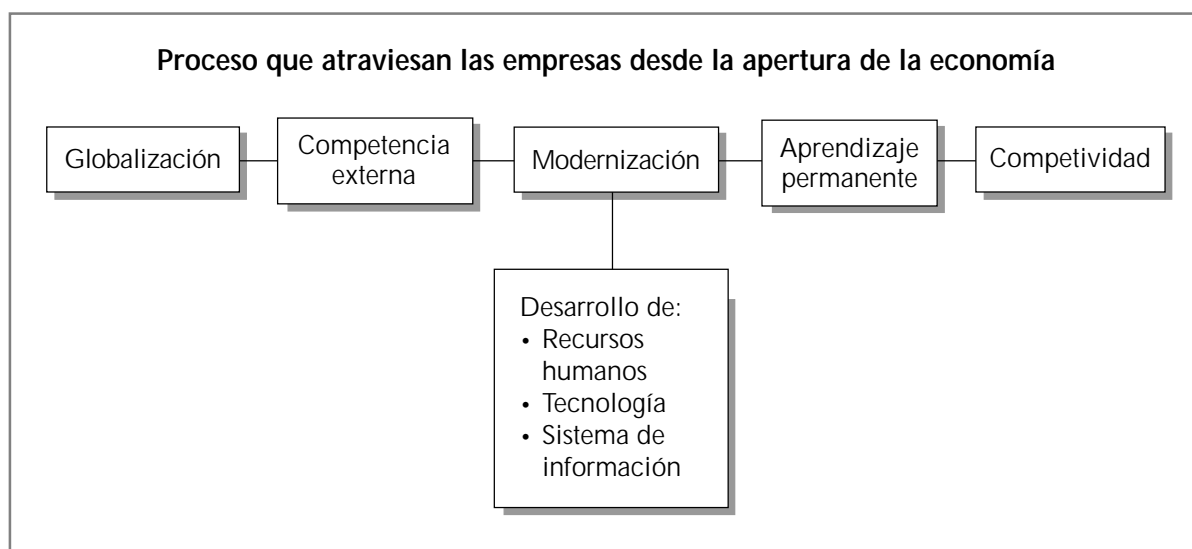 Proceso que atraviesan las empresas desde la apertura de la economía
Globalización
Competencia
externa
Modernización
Aprendizaje
permanente
Competividad
Desarrollo de:
• Recursos
humanos
• Tecnología
• Sistema de
información